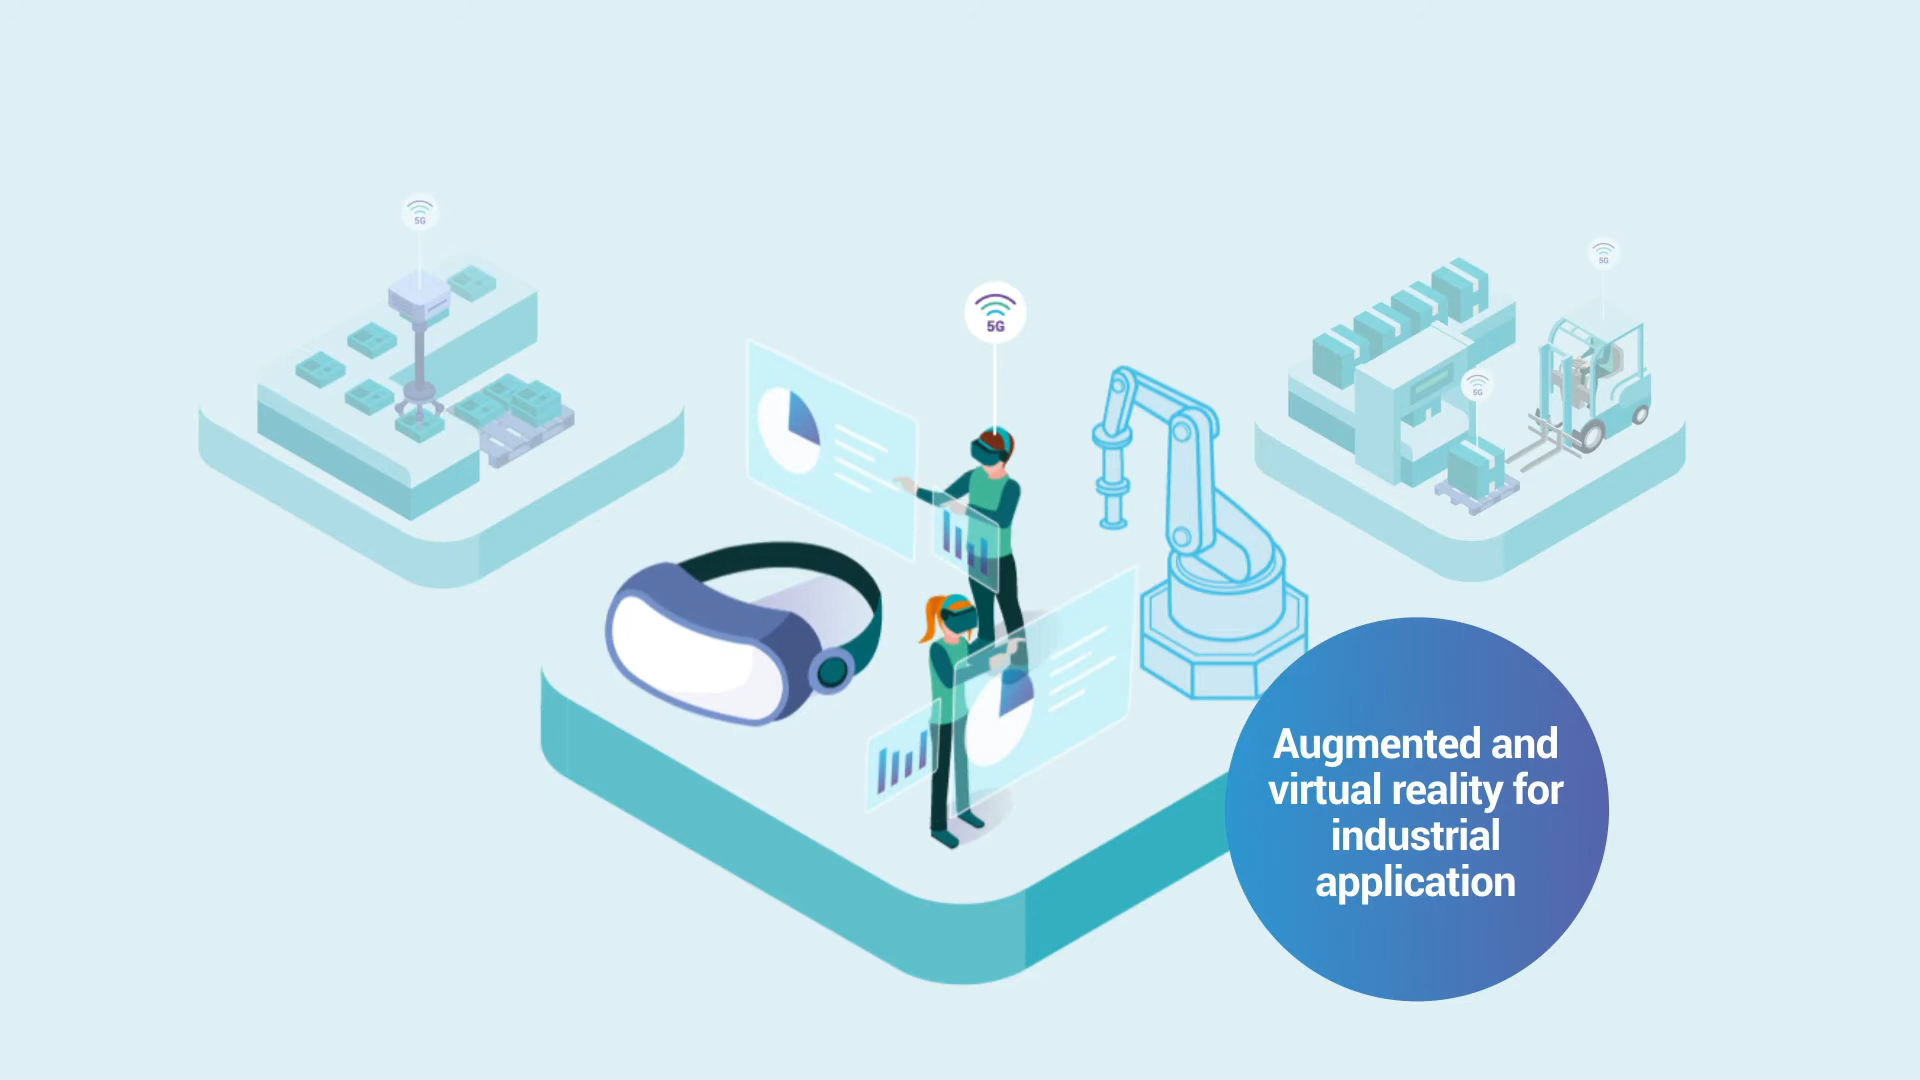 5G
5G
5G
5G
Augmented and
virtual reality for
industrial
application